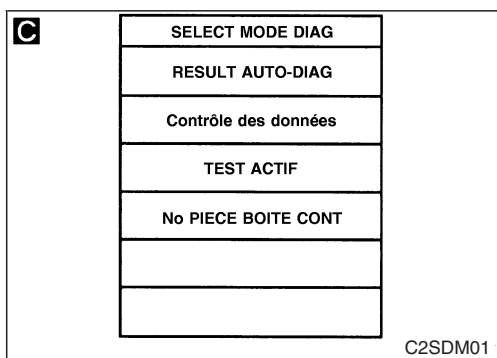 C
SELECT MODE DIAG
RESULT AUTO-DIAG
Contrôle des données
TEST ACTIF
No PIECE BOITE CONT
C2SDM01